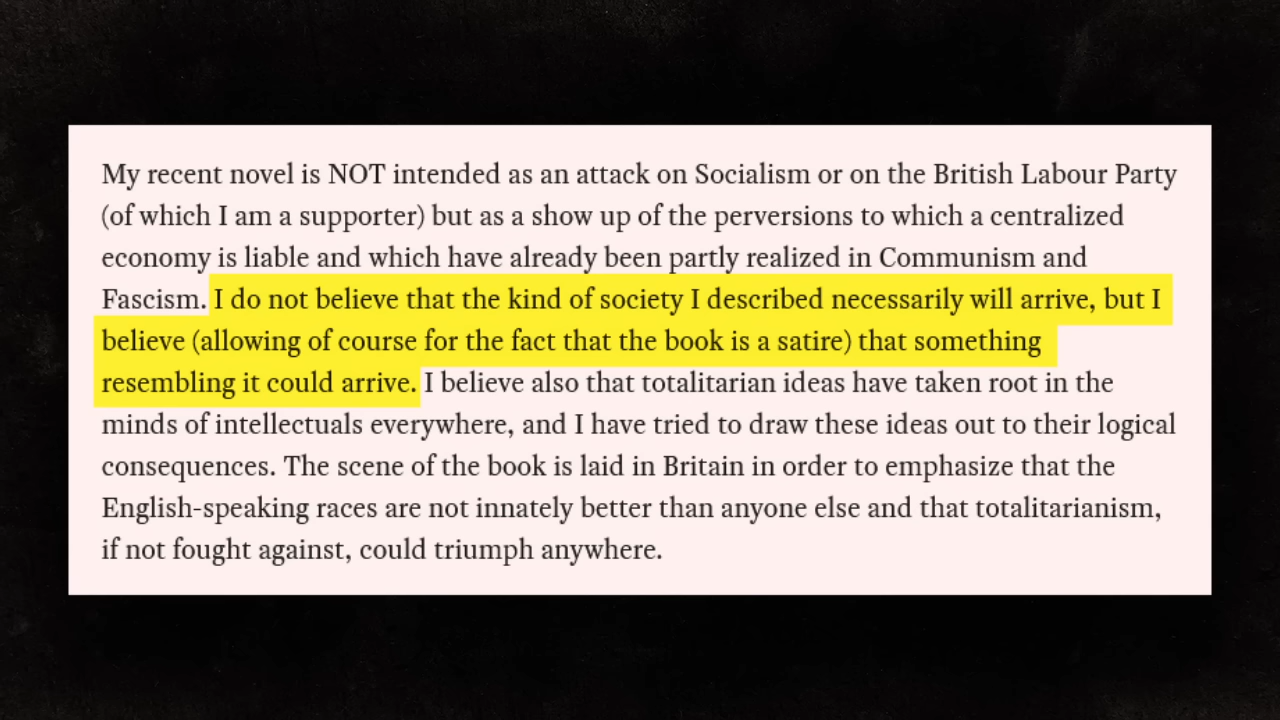 My recent novel is NOT intended as an attack on Socialism or on the British Labour Party
(of which I am a supporter) but as a show up of the perversions to which a centralized
economy is liable and which have already been partly realized in Communism and
Fascism. I do not believe that the kind of society I described necessarily will arrive, but I
believe (allowing of course for the fact that the book is a satire) that something
resembling it could arrive. I believe also that totalitarian ideas have taken root in the
minds of intellectuals everywhere, and I have tried to draw these ideas out to their logical
consequences. The scene of the book is laid in Britain in order to emphasize that the
English-speaking races are not innately better than anyone else and that totalitarianism,
if not fought against, could triumph anywhere.